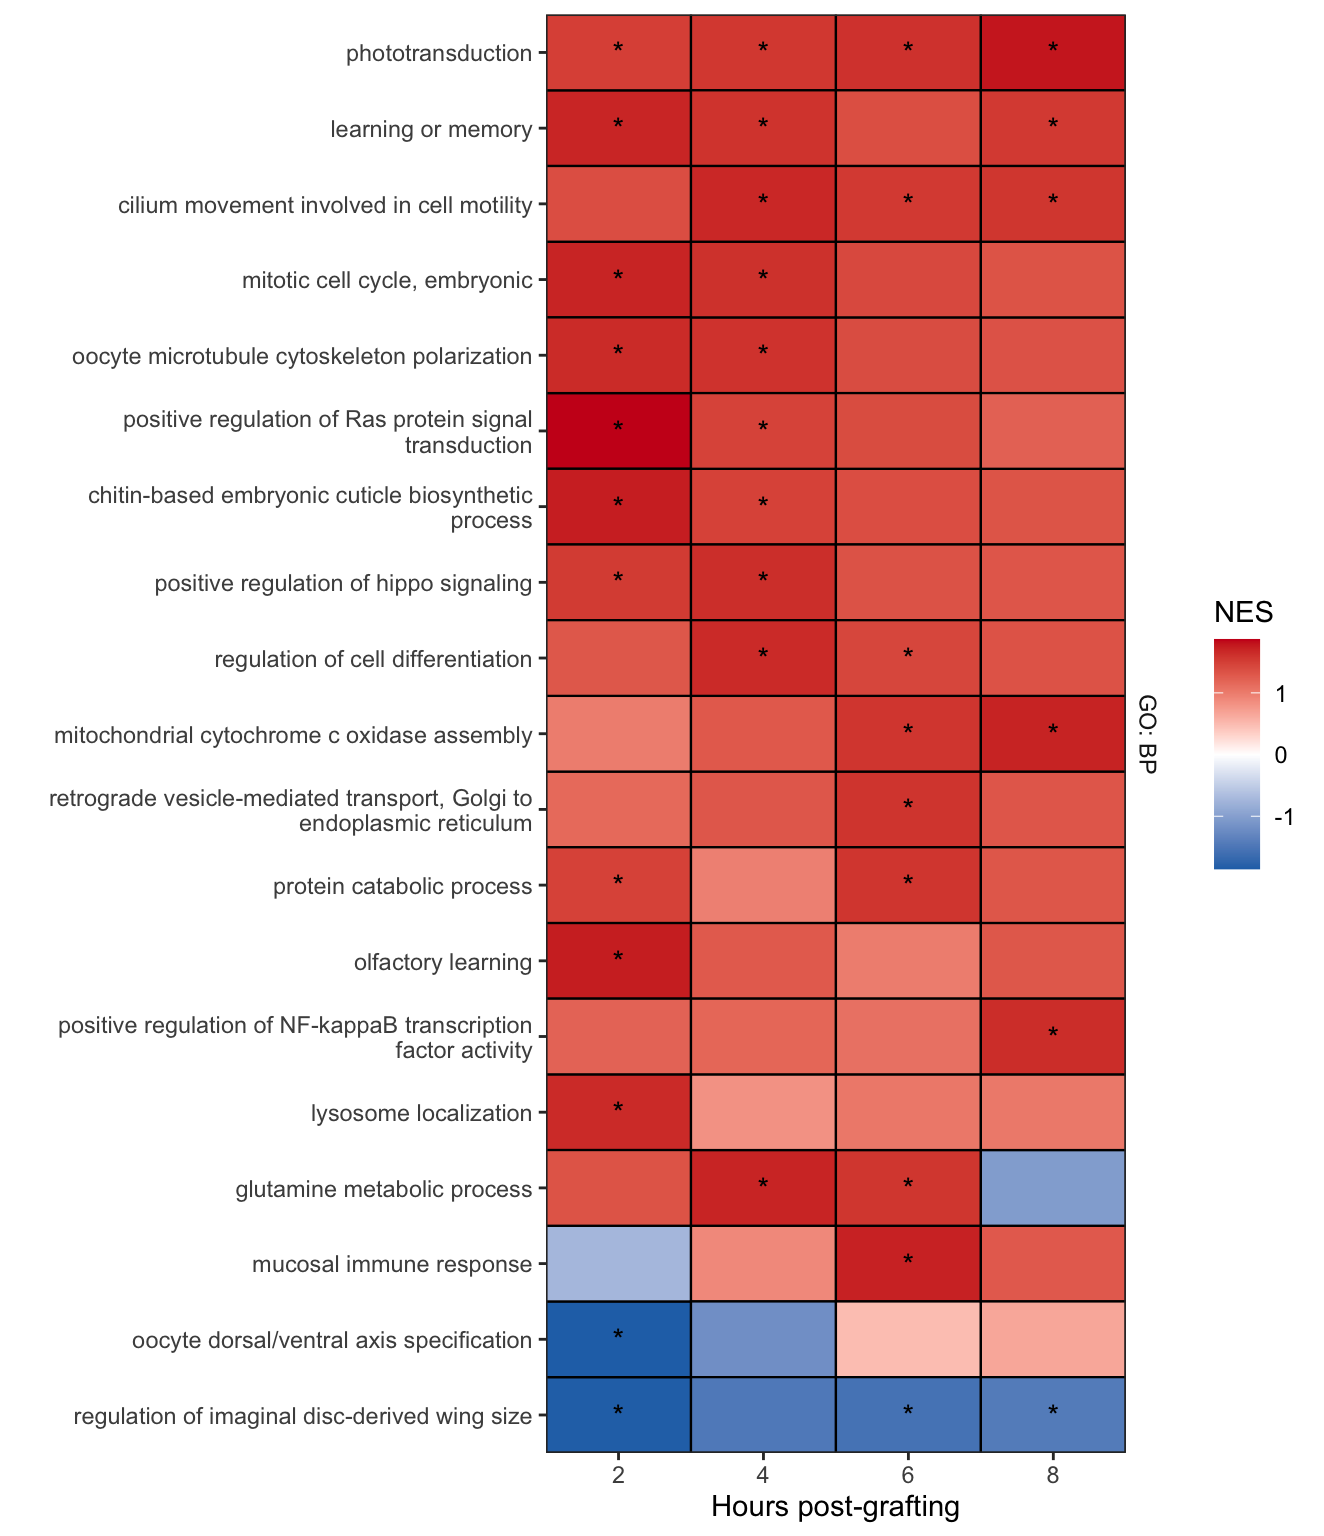 phototransduction
* * * *
learning or memory
* * *
cilium movement involved in cell motility
* * *
mitotic cell cycle, embryonic
* *
oocyte microtubule cytoskeleton polarization
* *
positive regulation of Ras protein signal
transduction
* *
chitin-based embryonic cuticle biosynthetic
process
* *
positive regulation of hippo signaling
* *
regulation of cell differentiation
* *
mitochondrial cytochrome c oxidase assembly
* *
retrograde vesicle-mediated transport, Golgi to
endoplasmic reticulum
*
protein catabolic process
* *
olfactory learning
*
positive regulation of NF-kappaB transcription
factor activity
*
lysosome localization
*
glutamine metabolic process
* *
mucosal immune response
*
oocyte dorsal/ventral axis specification
*
regulation of imaginal disc-derived wing size
* * *
2 4 6 8
Hours post-grafting
GO: BP
NES
1
0
-1